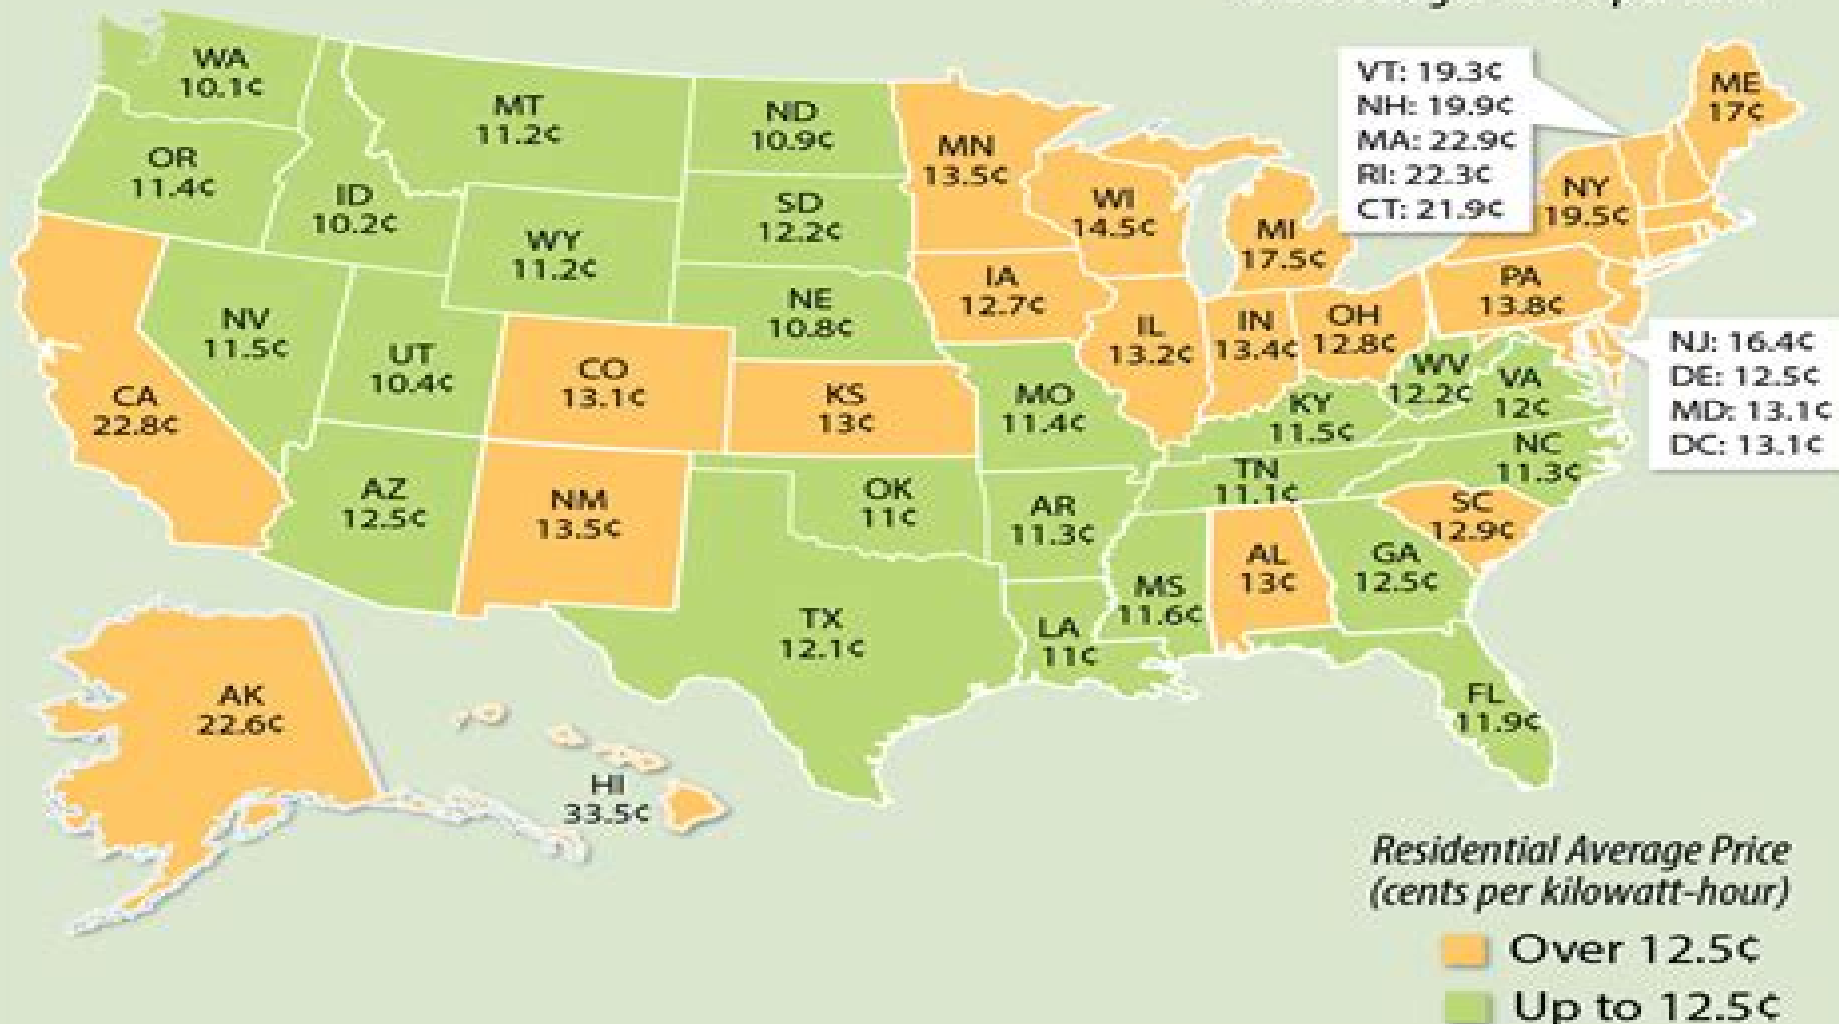 WA
10.1¢
MT
11.2¢
ND
10.9¢
MN
13.5¢
VT: 19.3¢
NH: 19.9¢
MA: 22.9¢
RI: 22.3¢
CT: 21.9¢
ME
17¢
OR
11.4¢
ID
10.2¢
WY
11.2¢
SD
12.2¢
WI
14.5¢
MI
17.5¢
NY
19.5¢
NV
11.5¢
UT
10.4¢
CO
13.1¢
NE
10.8¢
IA
12.7¢
IL
13.2¢
IN
13.4¢
OH
12.8¢
PA
13.8¢
NJ: 16.4¢
DE: 12.5¢
MD: 13.1¢
DC: 13.1¢
CA
22.8¢
KS
13¢
MO
11.4¢
KY
11.5¢
WV
12.2¢
VA
12¢
NC
11.3¢
AZ
12.5¢
NM
13.5¢
OK
11¢
AR
11.3¢
TN
11.1¢
SC
12.9¢
TX
12.1¢
LA
11¢
MS
11.6¢
AL
13¢
GA
12.5¢
FL
11.9¢
AK
22.6¢
HI
33.5¢
Residential Average Price
(cents per kilowatt-hour)
Over 12.5¢
Up to 12.5¢